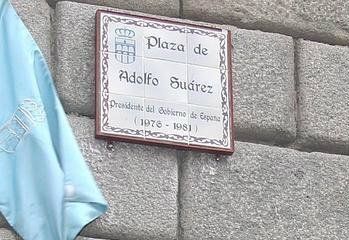 Plaza de
Adolfo Suárez
Presidente del Gobierno de España
( 1976 - 1981 )